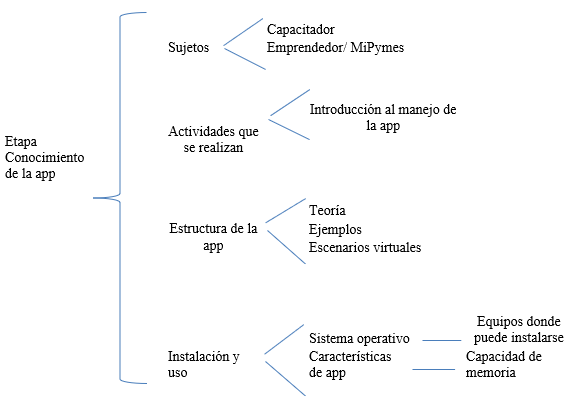 Etapa
Conocimiento
de la app
Sujetos
Capacitador
Emprendedor/ MiPymes
Actividades que
se realizan
Introducción al manejo de
la app
Estructura de la
app
Teoría
Ejemplos
Escenarios virtuales
Instalación y
uso
Sistema operativo
Características
de app
Equipos donde
puede instalarse
Capacidad de
memoria